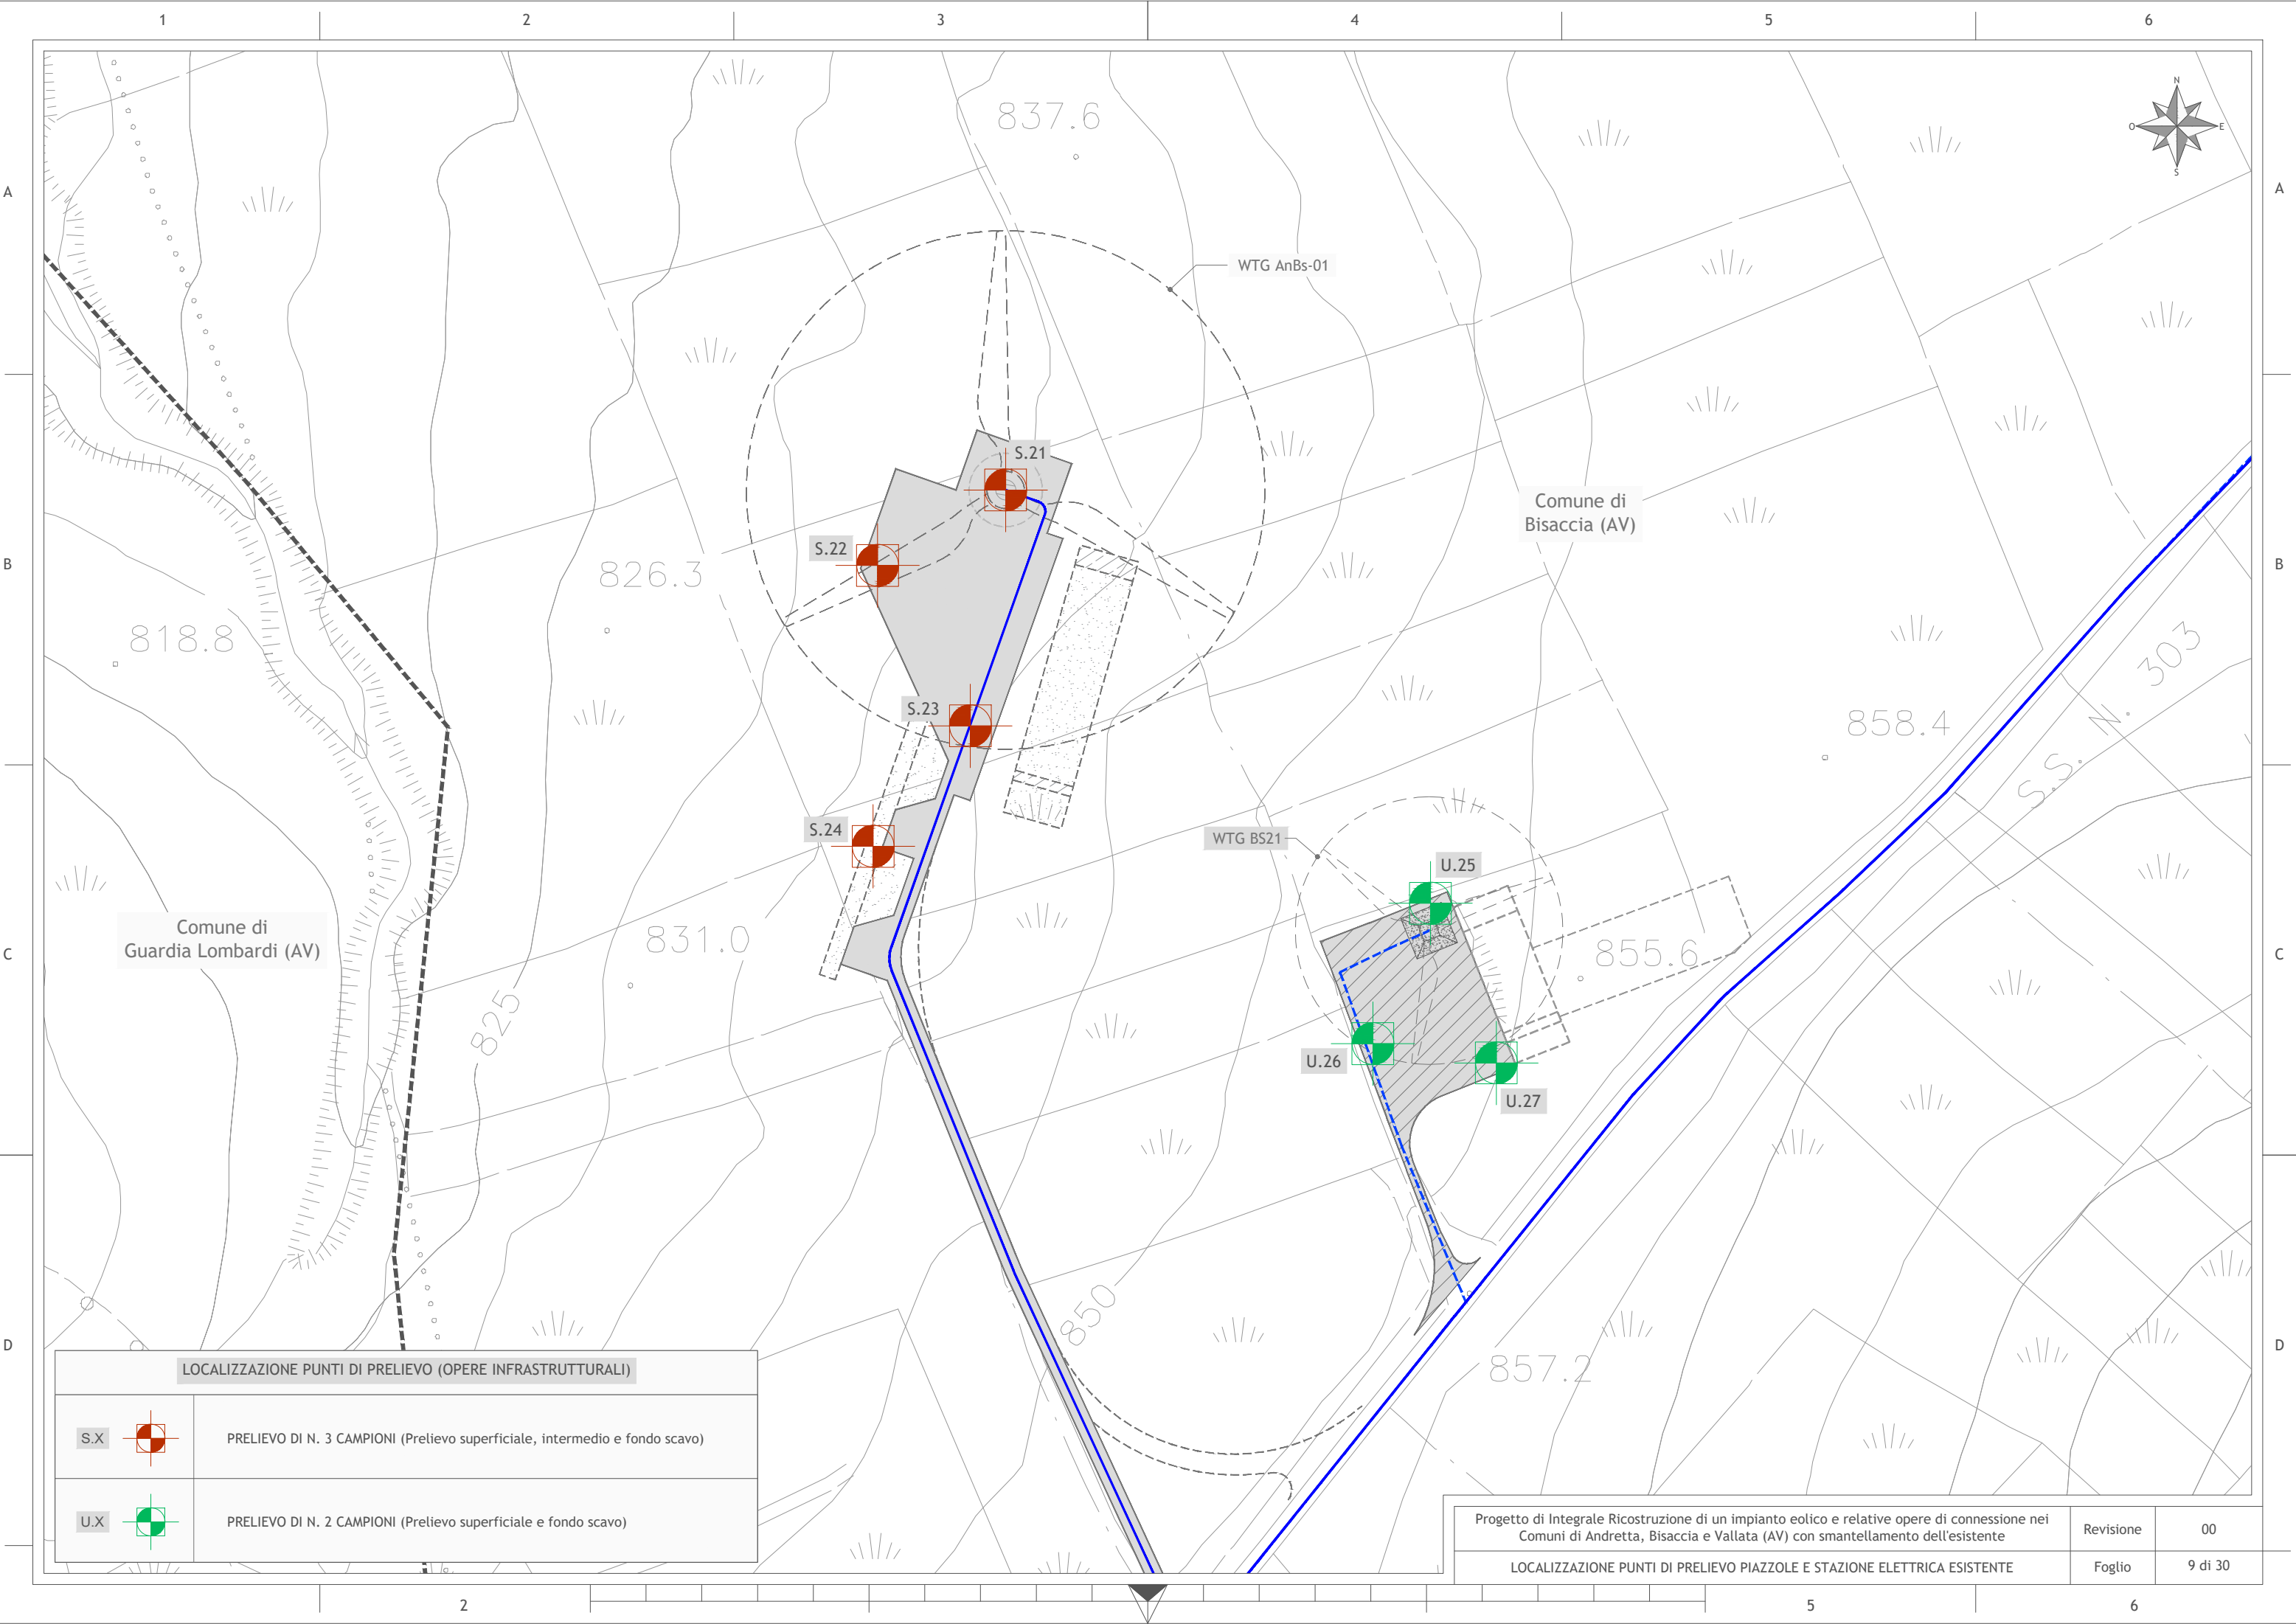 1
2
3
4
5
6
N
O
E
S
A
A
837.6
WTG AnBs-01
S.21
Comune di
Bisaccia (AV)
S.22
B
B
826.3
818.8
303
S.23
858.4
N.
S.S.
S.24
WTG BS21
U.25
Comune di
Guardia Lombardi (AV)
831.0
855.6
C
C
825
U.26
U.27
850
D
D
857.2
LOCALIZZAZIONE PUNTI DI PRELIEVO (OPERE INFRASTRUTTURALI)
S.X
PRELIEVO DI N. 3 CAMPIONI (Prelievo superficiale, intermedio e fondo scavo)
U.X
PRELIEVO DI N. 2 CAMPIONI (Prelievo superficiale e fondo scavo)
Progetto di Integrale Ricostruzione di un impianto eolico e relative opere di connessione nei
Comuni di Andretta, Bisaccia e Vallata (AV) con smantellamento dell'esistente
Revisione
00
LOCALIZZAZIONE PUNTI DI PRELIEVO PIAZZOLE E STAZIONE ELETTRICA ESISTENTE
Foglio
9 di 30
2
5
6